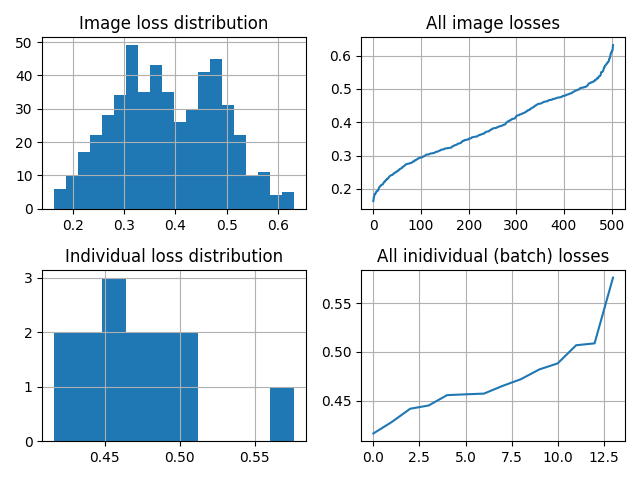 Image loss distribution
50
40
30
20
10
0
0.2 0.3 0.4 0.5 0.6
All image losses
0.6
0.5
0.4
0.3
0.2
0 100 200 300 400 500
Individual loss distribution
3
2
1
0
0.45 0.50 0.55
All inidividual (batch) losses
0.55
0.50
0.45
0.0 2.5 5.0 7.5 10.0 12.5